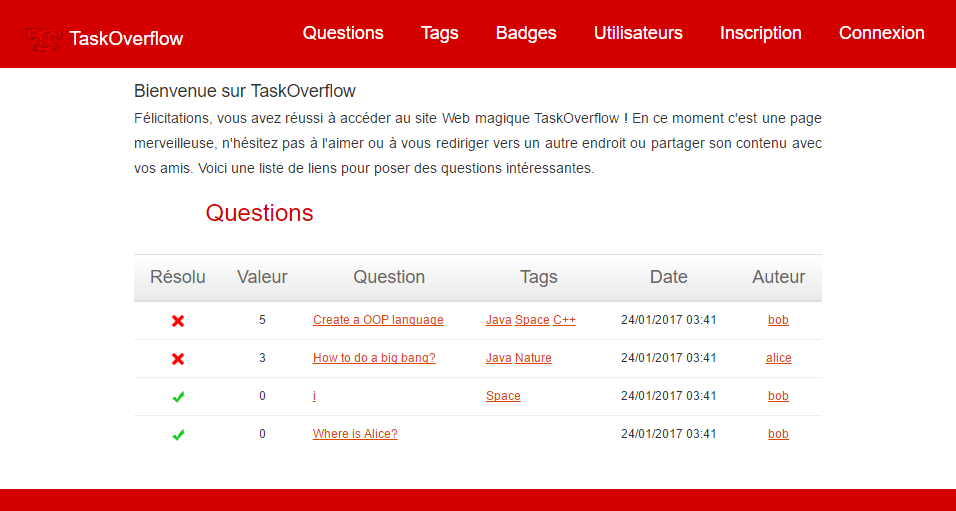 TaskOverflow Questions Tags Badges Utilisateurs Inscription Connexion
Bienvenue sur TaskOverflow
Félicitations, vous avez réussi à accéder au site Web magique TaskOverflow ! En ce moment c'est une page
merveilleuse, n'hésitez pas à l'aimer ou à vous rediriger vers un autre endroit ou partager son contenu avec
vos amis. Voici une liste de liens pour poser des questions intéressantes.
Questions
Résolu Valeur Question Tags Date Auteur
5 Create a OOP language Java Space C++ 24/01/2017 03:41 bob
3 How to do a big bang? Java Nature 24/01/2017 03:41 alice
0 i Space 24/01/2017 03:41 bob
0 Where is Alice? 24/01/2017 03:41 bob